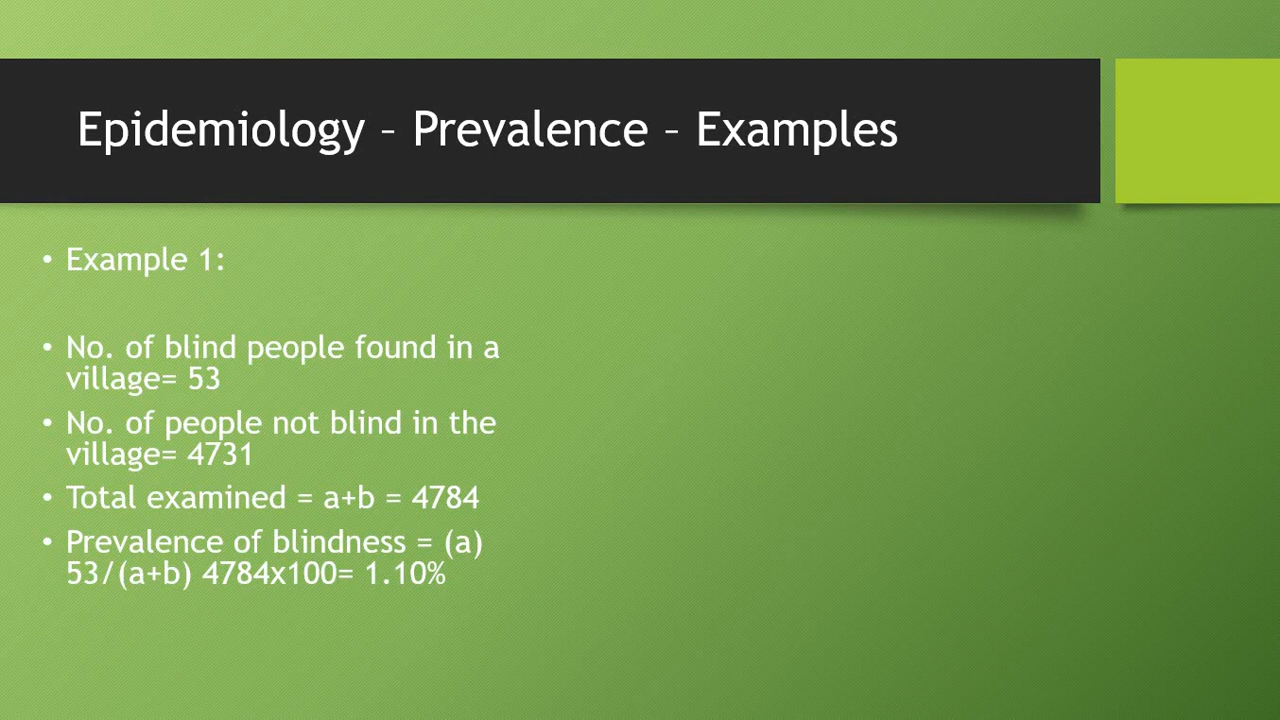 Epidemiology – Prevalence – Examples
• Example 1:
• No. of blind people found in a
village= 53
• No. of people not blind in the
village= 4731
• Total examined = a+b = 4784
• Prevalence of blindness = (a)
53/(a+b) 4784x100= 1.10%